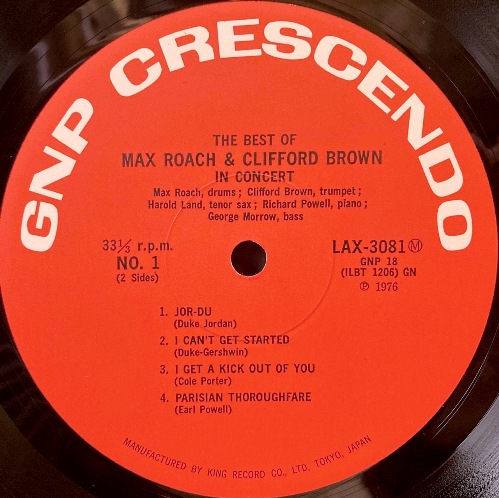 GNP CRESCENDO
THE BEST OF
MAX ROACH & CLIFFORD BROWN
IN CONCERT
Max Roach, drums ; Clifford Brown, trumpet ;
Harold Land, tenor sax ; Richard Powell, piano ;
George Morrow, bass
33⅓ r.p.m.
NO. 1
(2 Sides)
LAX-3081 Ⓜ
GNP 18
(ILBT 1206) GN
Ⓟ 1976
1. JOR-DU
(Duke Jordan)
2. I CAN'T GET STARTED
(Duke-Gershwin)
3. I GET A KICK OUT OF YOU
(Cole Porter)
4. PARISIAN THOROUGHFARE
(Earl Powell)
MANUFACTURED BY KING RECORD CO., LTD, TOKYO, JAPAN